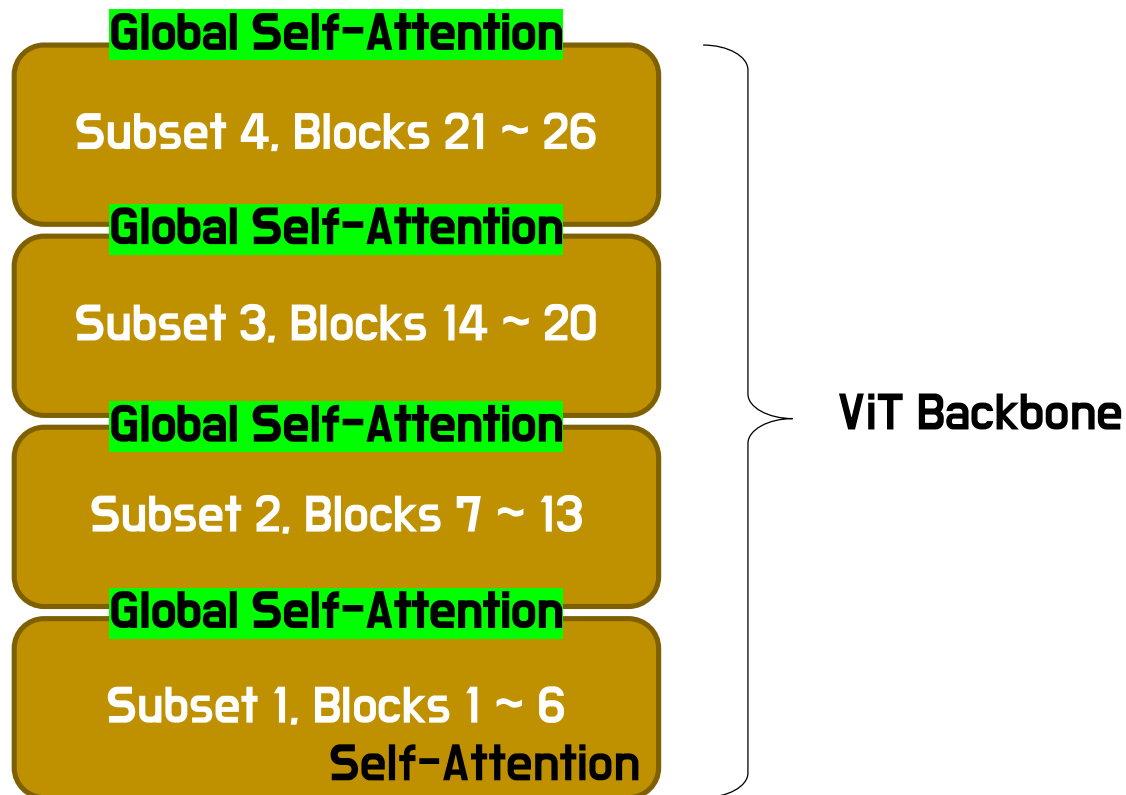 Global Self-Attention
Subset 4, Blocks 21 ~ 26
Global Self-Attention
Subset 3, Blocks 14 ~ 20
Global Self-Attention
ViT Backbone
Subset 2, Blocks 7 ~ 13
Global Self-Attention
Subset 1, Blocks 1 ~ 6
Self-Attention